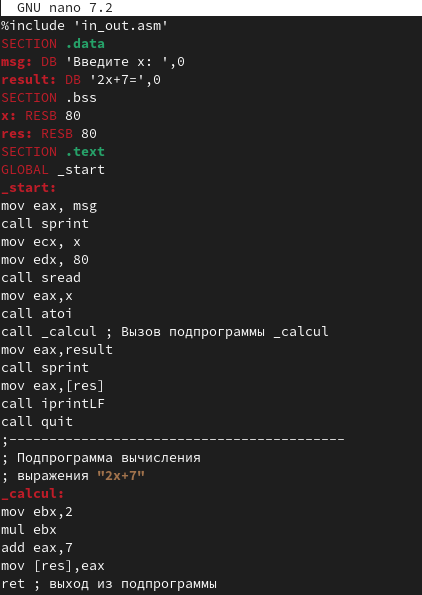 GNU nano 7.2
%include 'in_out.asm'
SECTION .data
msg: DB 'Введите x: ',0
result: DB '2x+7=',0
SECTION .bss
x: RESB 80
res: RESB 80
SECTION .text
GLOBAL _start
_start:
mov eax, msg
call sprint
mov ecx, x
mov edx, 80
call sread
mov eax,x
call atoi
call _calcul ; Вызов подпрограммы _calcul
mov eax,result
call sprint
mov eax,[res]
call iprintLF
call quit
;------------------------------------------
; Подпрограмма вычисления
; выражения "2x+7"
_calcul:
mov ebx,2
mul ebx
add eax,7
mov [res],eax
ret ; выход из подпрограммы